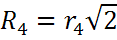 R₄ = r₄√2